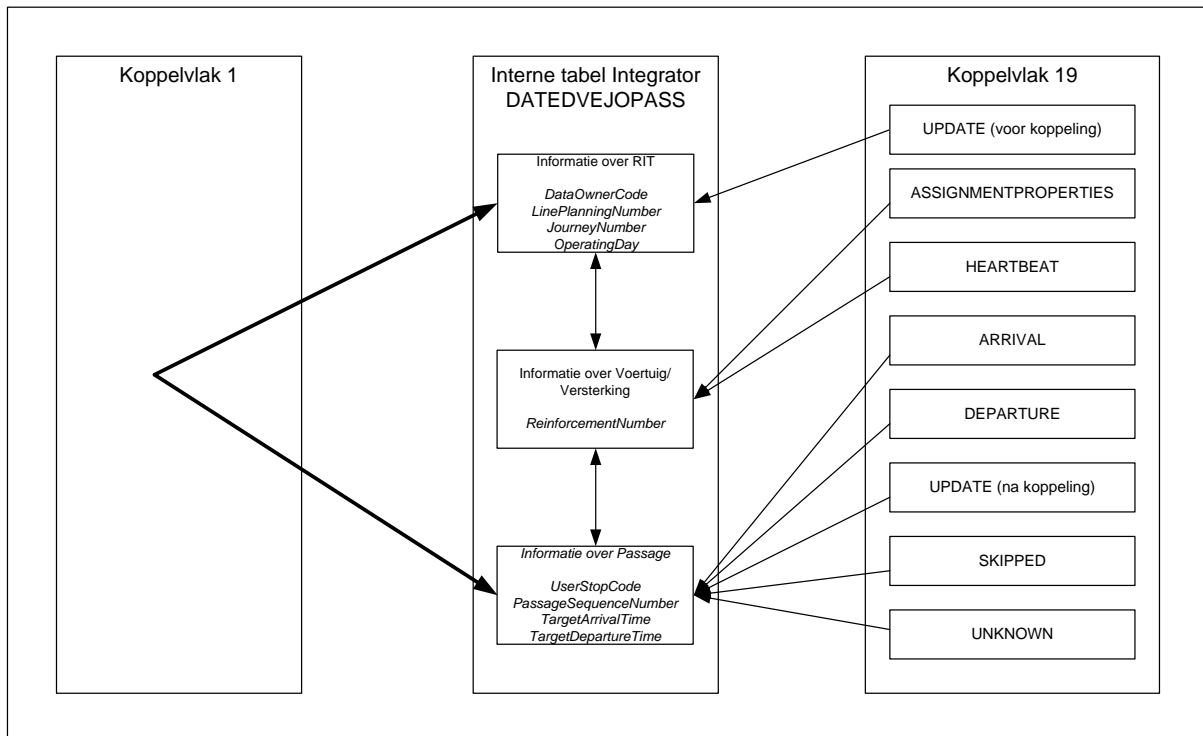 Koppelvlak 1
Interne tabel Integrator
DATEDVEJOPASS
Informatie over RIT
DataOwnerCode
LinePlanningNumber
JourneyNumber
OperatingDay
Informatie over Voertuig/
Versterking
ReinforcementNumber
Informatie over Passage
UserStopCode
PassageSequenceNumber
TargetArrivalTime
TargetDepartureTime
Koppelvlak 19
UPDATE (voor koppeling)
ASSIGNMENTPROPERTIES
HEARTBEAT
ARRIVAL
DEPARTURE
UPDATE (na koppeling)
SKIPPED
UNKNOWN